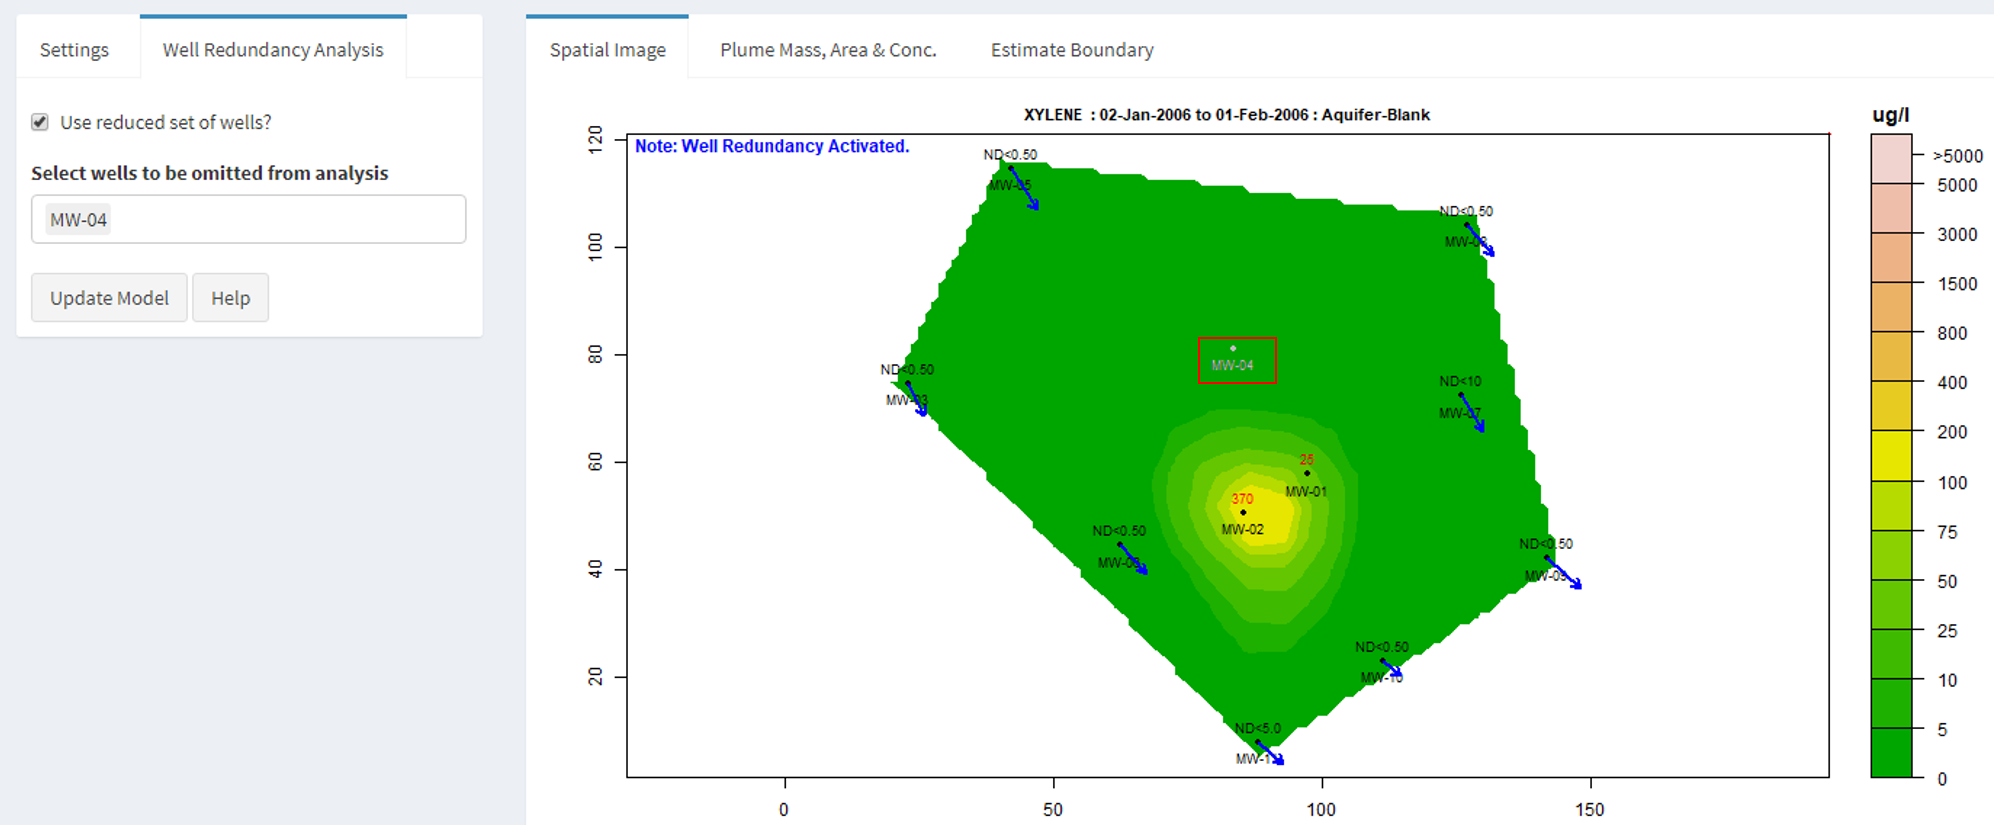 Settings
Well Redundancy Analysis
Use reduced set of wells?
Select wells to be omitted from analysis
MW-04
Update Model
Help
Spatial Image
Plume Mass, Area & Conc.
Estimate Boundary
XYLENE : 02-Jan-2006 to 01-Feb-2006 : Aquifer-Blank
Note: Well Redundancy Activated.
ug/l
120
100
80
60
40
20
0
50
100
150
ND<0.50
ND<0.50
MW-04
ND<0.50
ND<10
MW-07
25
MW-01
370
MW-02
ND<0.50
ND<0.50
ND<0.50
MW-10
ND<5.0
>5000
5000
3000
1500
800
400
200
100
75
50
25
10
5
0